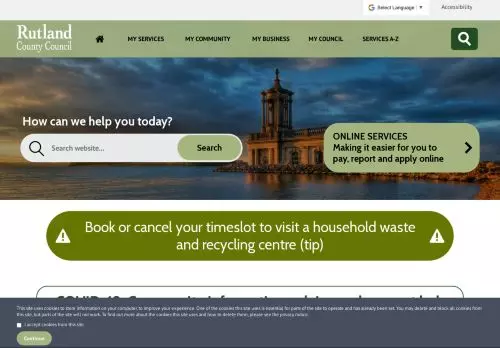 Select Language
Accessibility
Rutland
County Council
MY SERVICES
MY COMMUNITY
MY BUSINESS
MY COUNCIL
SERVICES A-Z
How can we help you today?
Search website...
Search
ONLINE SERVICES
Making it easier for you to
pay, report and apply online
Book or cancel your timeslot to visit a household waste
and recycling centre (tip)
This site uses cookies to store information on your computer, to improve your experience. One of the cookies this site uses is essential for parts of the site to operate and has already been set. You may delete and block all cookies from
this site, but parts of the site will not work. To find out more about the cookies this site uses and how to delete them, please see the privacy notice.
I accept cookies from this site
Continue